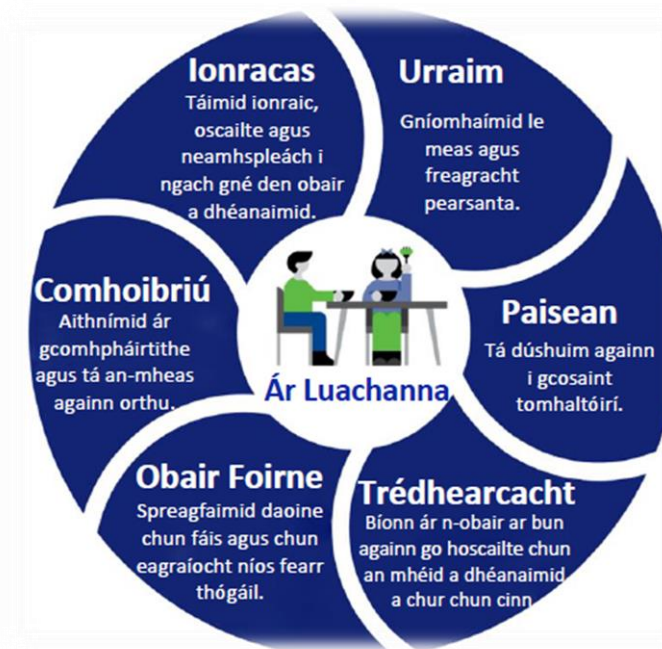 Ionracas
Táimid ionraic,
oscailte agus
neamhspleách i
ngach gné den obair
a dhéanaimid.
Urraim
Gníomhaímid le
meas agus
freagracht
pearsanta.
Paisean
Tá dúshuim againn
i gcosaint
tomhaltóirí.
Trédhearcacht
Bíonn ár n-obair ar bun
againn go hoscailte chun
an mhéid a dhéanaimid
a chur chun cinn
Obair Foirne
Spreagfaimid daoine
chun fáis agus chun
eagraíocht níos fearr
thógáil.
Comhoibriú
Aithnímid ár
gcomhpháirtithe
agus tá an-mheas
againn orthu.
Ár Luachanna